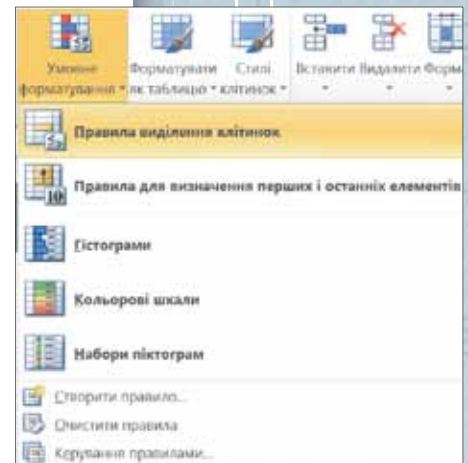 Умовне Форматувати Стилі Вставити Видалити Форм
форматування як таблицю клітинок
Правила виділення клітинок
Правила для визначення перших і останніх елементів
Гістограми
Кольорові шкали
Набори піктограм
Створити правило...
Очистити правила
Керування правилами...